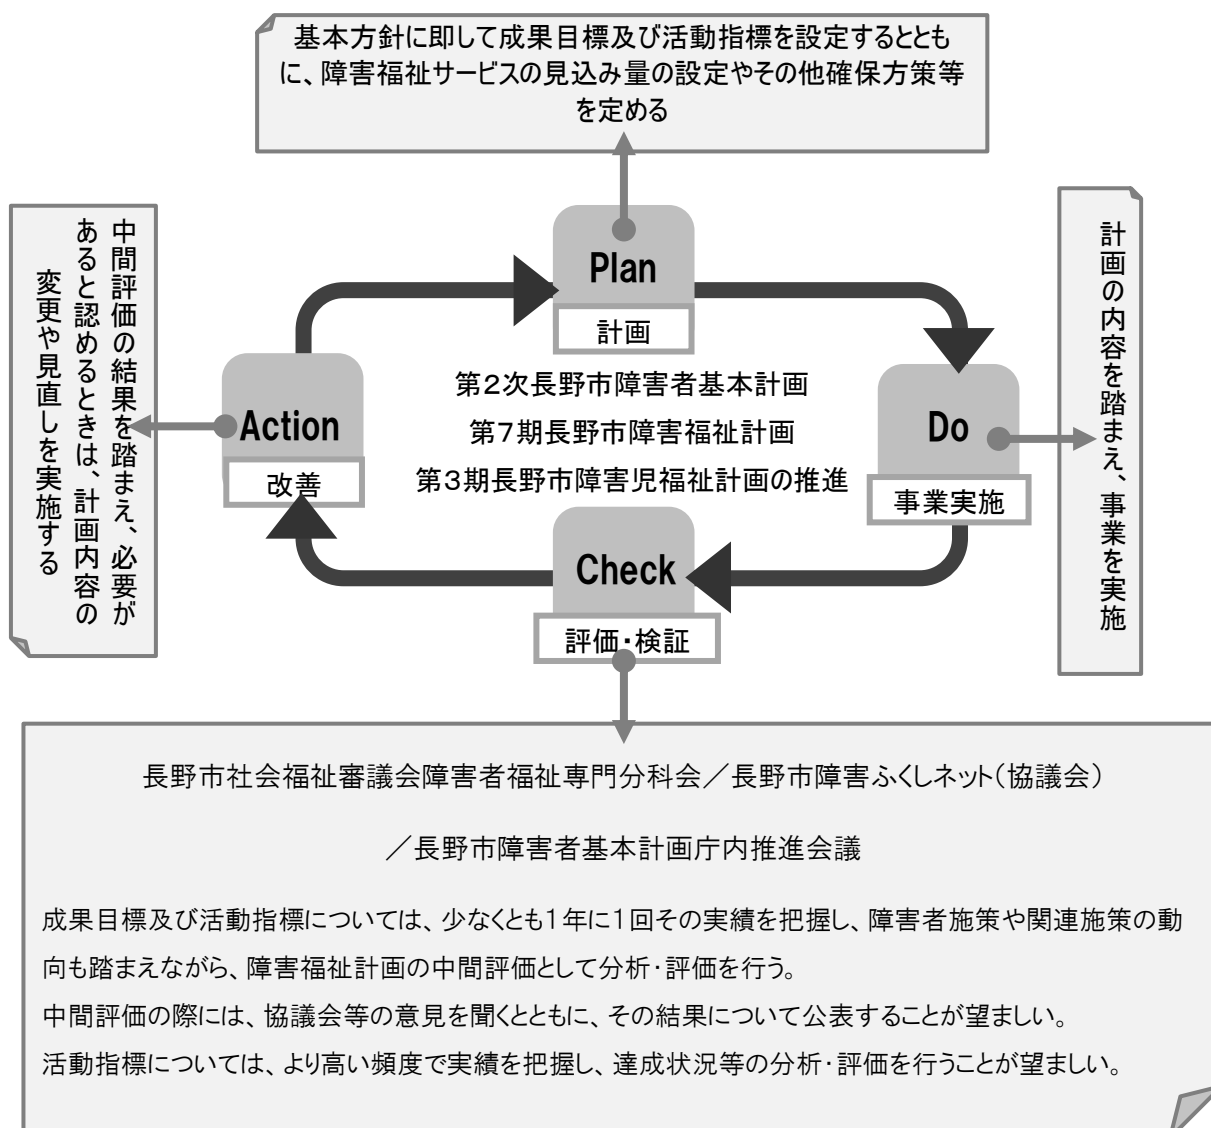 基本方針に即して成果目標及び活動指標を設定するととも
に、障害福祉サービスの見込み量の設定やその他確保方策等
を定める
Plan
計画
計画の内容を踏まえ、事業を実施
中間評価の結果を踏まえ、必要が
あると認めるときは、計画内容の
変更や見直しを実施する
Action
改善
第2次長野市障害者基本計画
第7期長野市障害福祉計画
第3期長野市障害児福祉計画の推進
Do
事業実施
Check
評価・検証
長野市社会福祉審議会障害者福祉専門分科会／長野市障害ふくしネット（協議会）
／長野市障害者基本計画庁内推進会議
成果目標及び活動指標については、少なくとも1年に1回その実績を把握し、障害者施策や関連施策の動
向も踏まえながら、障害福祉計画の中間評価として分析・評価を行う。
中間評価の際には、協議会等の意見を聞くとともに、その結果について公表することが望ましい。
活動指標については、より高い頻度で実績を把握し、達成状況等の分析・評価を行うことが望ましい。